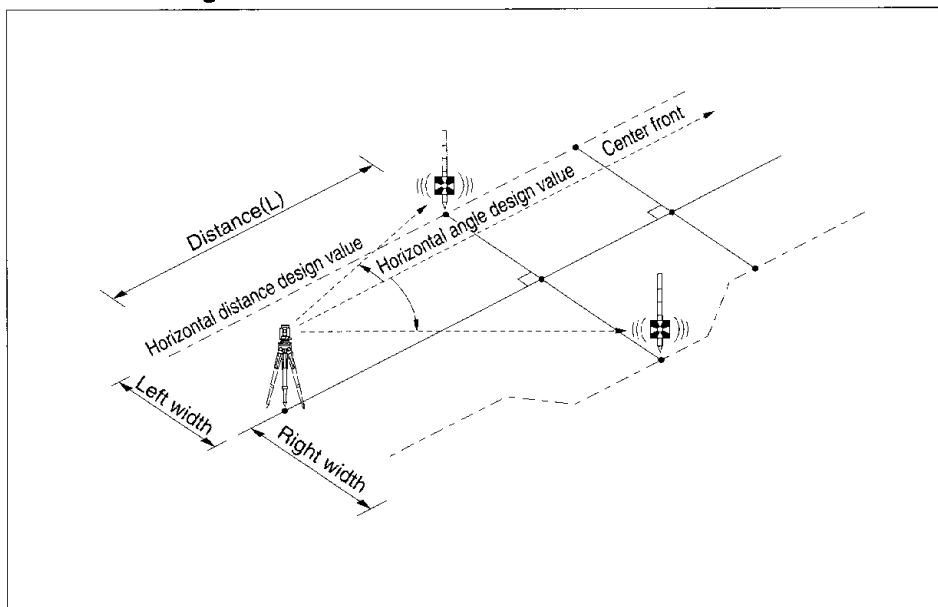 Center front
Distance(L)
Horizontal angle design value
Horizontal distance design value
Left width
Right width